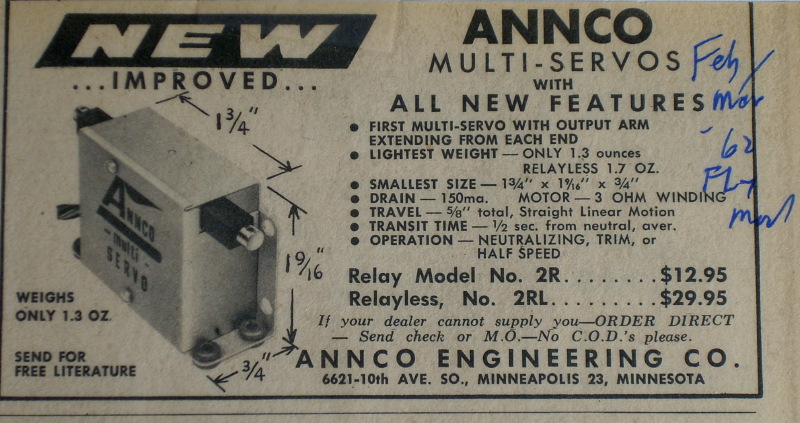 NEW
...IMPROVED...
ANNCO
MULTI-SERVOS
WITH
ALL NEW FEATURES
• FIRST MULTI-SERVO WITH OUTPUT ARM
EXTENDING FROM EACH END
• LIGHTEST WEIGHT — ONLY 1.3 ounces
RELAYLESS 1.7 OZ.
• SMALLEST SIZE — 1¾" x 1 9/16" x ¾"
• DRAIN — 150ma. MOTOR — 3 OHM WINDING
• TRAVEL — ⅝" total, Straight Linear Motion
• TRANSIT TIME — ½ sec. from neutral, aver.
• OPERATION — NEUTRALIZING, TRIM, or
HALF SPEED
Relay Model No. 2R........$12.95
Relayless, No. 2RL........$29.95
If your dealer cannot supply you—ORDER DIRECT
— Send check or M.O.—No C.O.D.'s please.
ANNCO ENGINEERING CO.
6621-10th AVE. SO., MINNEAPOLIS 23, MINNESOTA
1¾"
1 9/16"
¾"
ANNCO
multi
SERVO
WEIGHS
ONLY 1.3 OZ.
SEND FOR
FREE LITERATURE
Feb/
Mar
- 62